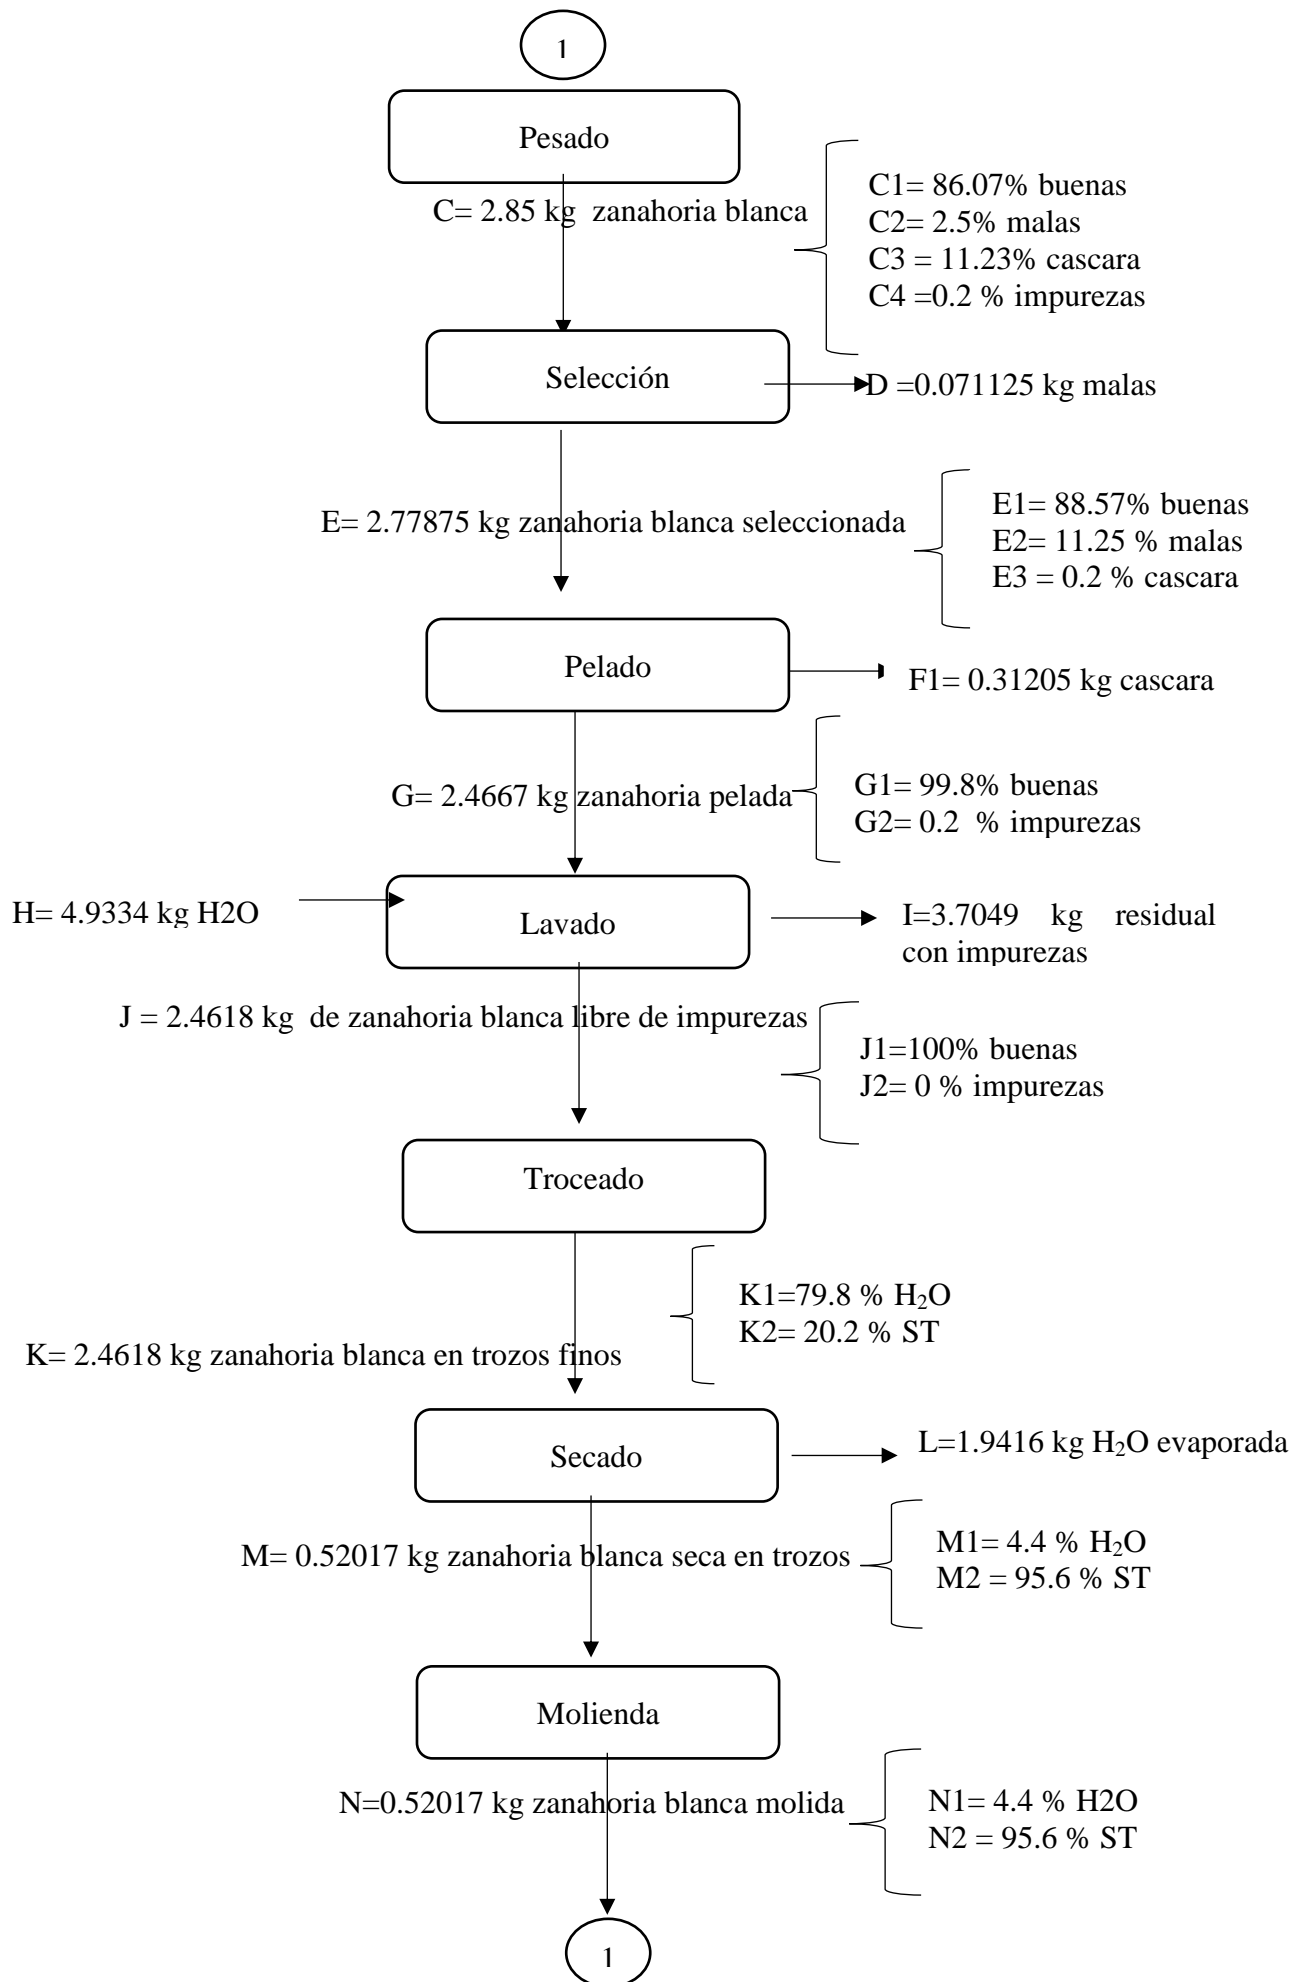 1
Pesado
C= 2.85 kg  zanahoria blanca
C1= 86.07% buenas
C2= 2.5% malas
C3 = 11.23% cascara
C4 =0.2 % impurezas
Selección
D =0.071125 kg malas
E= 2.77875 kg zanahoria blanca seleccionada
E1= 88.57% buenas
E2= 11.25 % malas
E3 = 0.2 % cascara
Pelado
F1= 0.31205 kg cascara
G= 2.4667 kg zanahoria pelada
G1= 99.8% buenas
G2= 0.2  % impurezas
H= 4.9334 kg H2O
Lavado
I=3.7049 kg residual
con impurezas
J = 2.4618 kg  de zanahoria blanca libre de impurezas
J1=100% buenas
J2= 0 % impurezas
Troceado
K1=79.8 % H₂O
K2= 20.2 % ST
K= 2.4618 kg zanahoria blanca en trozos finos
Secado
L=1.9416 kg H₂O evaporada
M= 0.52017 kg zanahoria blanca seca en trozos
M1= 4.4 % H₂O
M2 = 95.6 % ST
Molienda
N=0.52017 kg zanahoria blanca molida
N1= 4.4 % H2O
N2 = 95.6 % ST
1